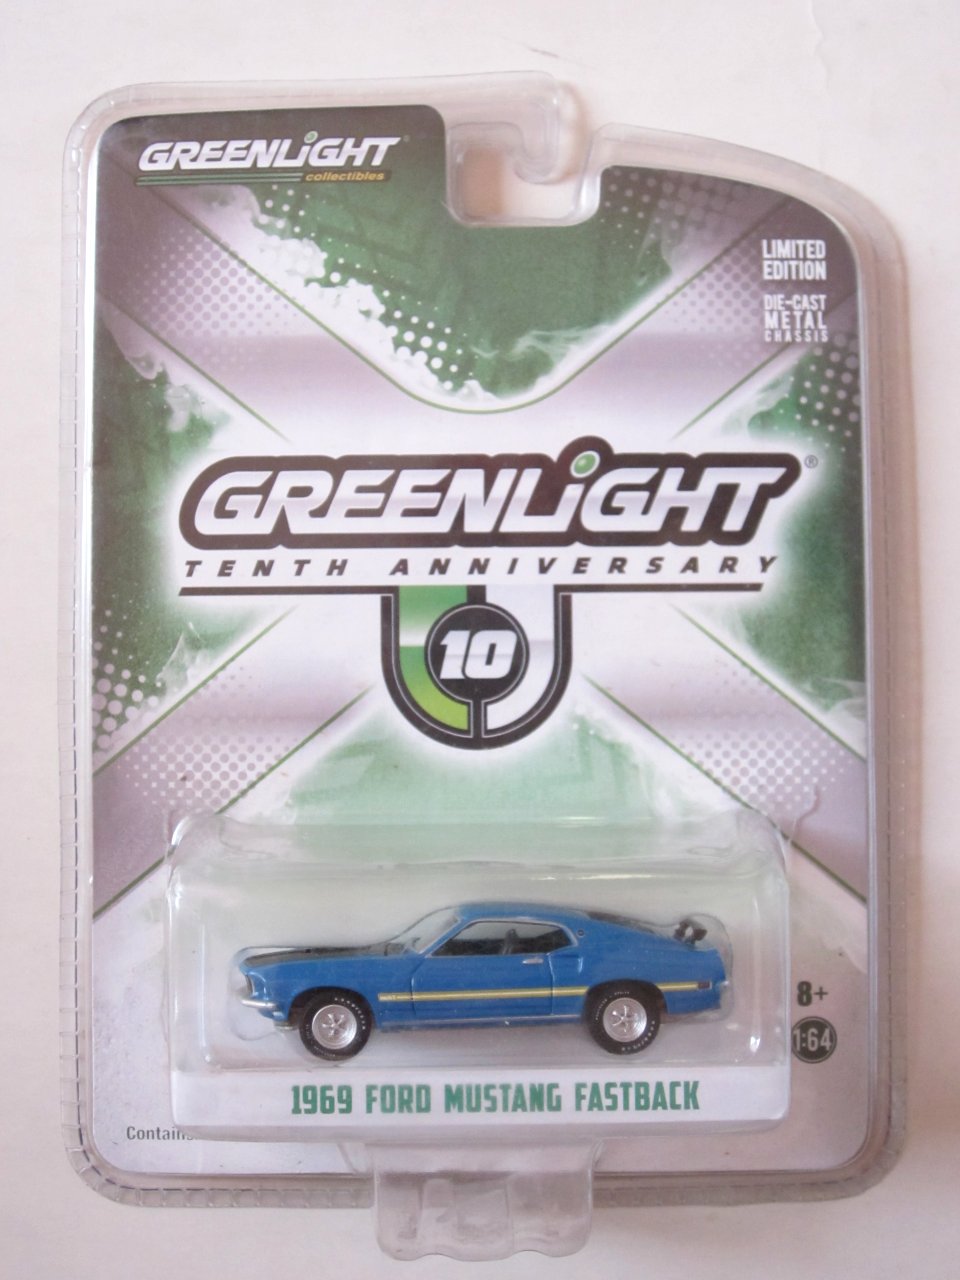 GREENLiGHT®
collectibles
LIMITED
EDITION
DIE-CAST
METAL
CHASSIS
GREENLiGHT®
TENTH ANNIVERSARY
10
8+
1:64
1969 FORD MUSTANG FASTBACK
Contains